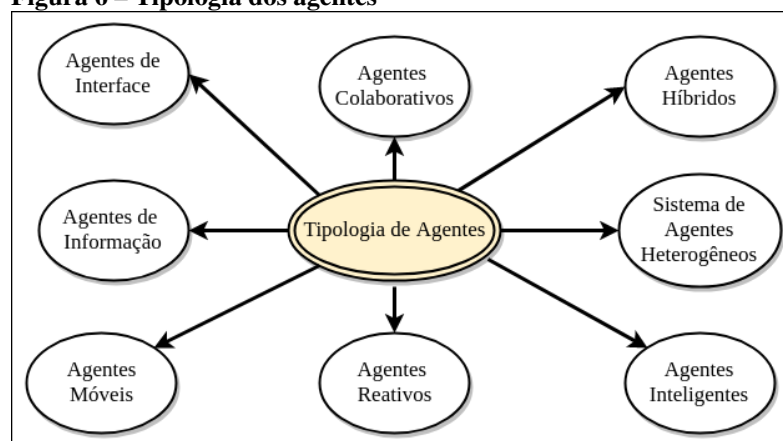 Figura 6 – Tipologia dos agentes
Agentes de
Interface
Agentes
Colaborativos
Agentes
Híbridos
Agentes de
Informação
Tipologia de Agentes
Sistema de
Agentes
Heterogêneos
Agentes
Móveis
Agentes
Reativos
Agentes
Inteligentes